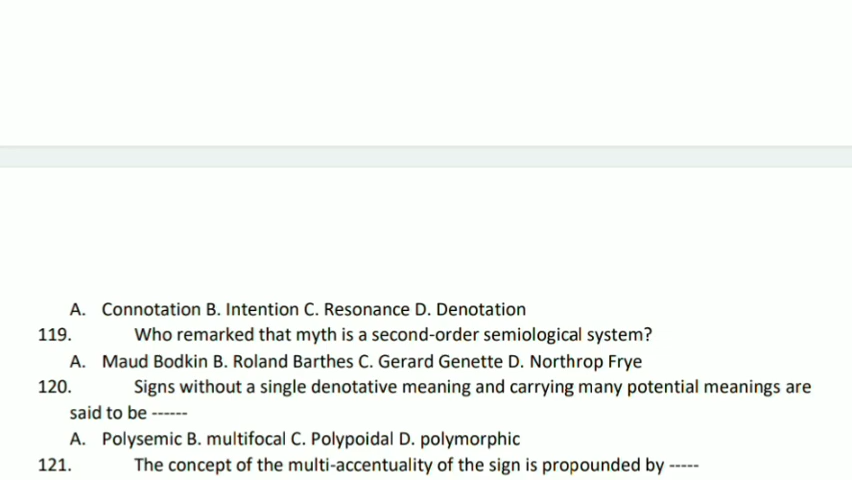 A. Connotation B. Intention C. Resonance D. Denotation
119. Who remarked that myth is a second-order semiological system?
A. Maud Bodkin B. Roland Barthes C. Gerard Genette D. Northrop Frye
120. Signs without a single denotative meaning and carrying many potential meanings are
said to be ------
A. Polysemic B. multifocal C. Polypoidal D. polymorphic
121. The concept of the multi-accentuality of the sign is propounded by -----